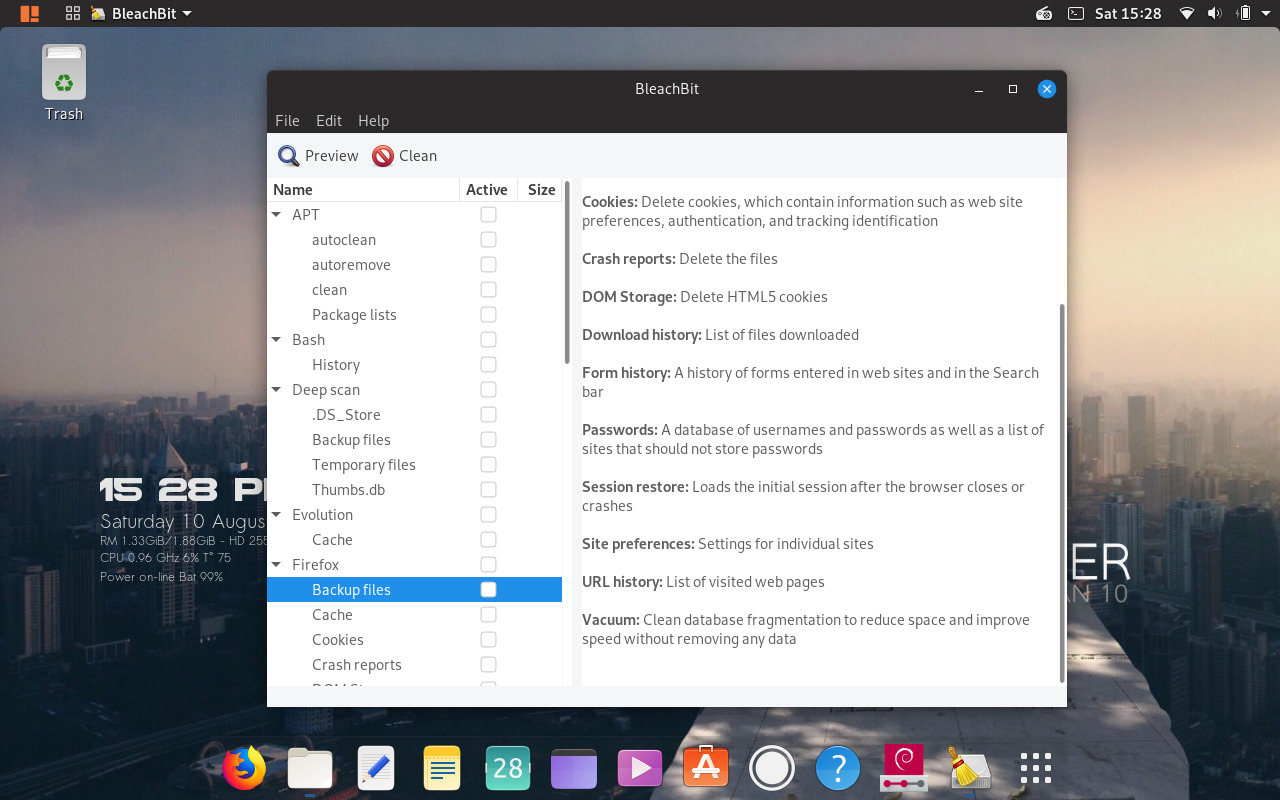 BleachBit
Sat 15:28
Trash
BleachBit
File Edit Help
Preview Clean
Name Active Size
APT
autoclean
autoremove
clean
Package lists
Bash
History
Deep scan
.DS_Store
Backup files
Temporary files
Thumbs.db
Evolution
Cache
Firefox
Backup files
Cache
Cookies
Crash reports
Cookies: Delete cookies, which contain information such as web site
preferences, authentication, and tracking identification
Crash reports: Delete the files
DOM Storage: Delete HTML5 cookies
Download history: List of files downloaded
Form history: A history of forms entered in web sites and in the Search
bar
Passwords: A database of usernames and passwords as well as a list of
sites that should not store passwords
Session restore: Loads the initial session after the browser closes or
crashes
Site preferences: Settings for individual sites
URL history: List of visited web pages
Vacuum: Clean database fragmentation to reduce space and improve
speed without removing any data
15 28 P
Saturday 10 Augus
RM 1.33GiB/1.88GiB - HD 255
CPU 0.96 GHz 6% T° 75
Power on-line Bat 99%
ER
AN 10
28
?